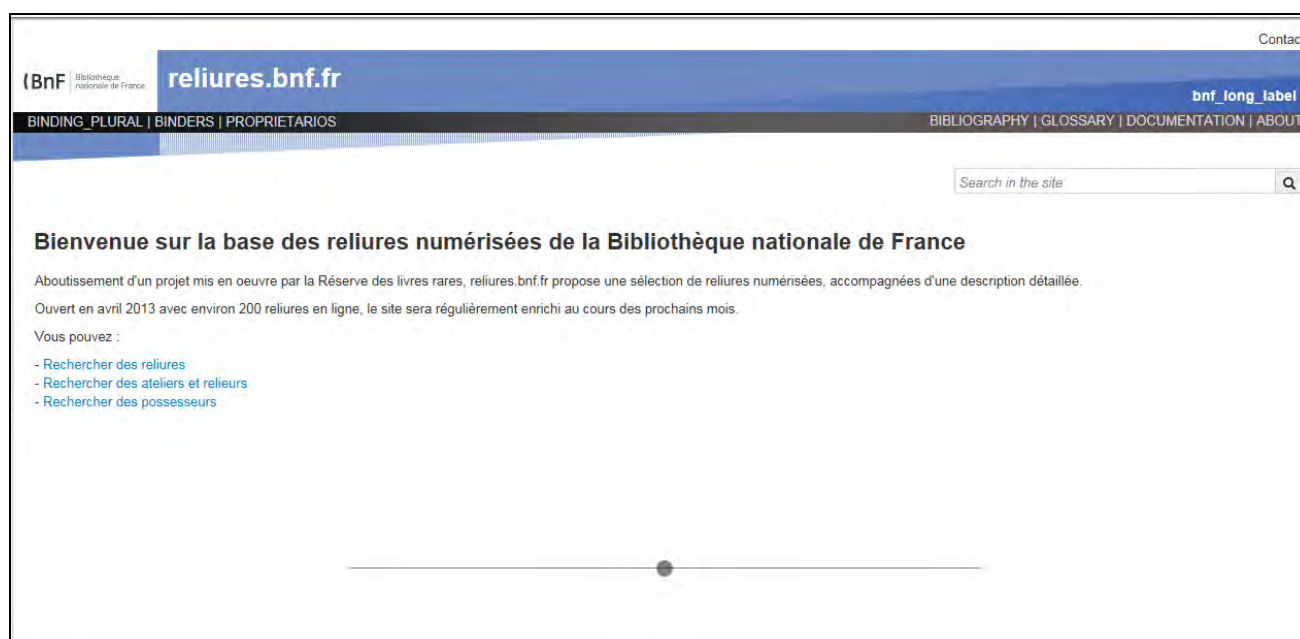 Contac
(BnF Bibliothèque
nationale de France
reliures.bnf.fr
bnf_long_label
BINDING_PLURAL | BINDERS | PROPRIETARIOS
BIBLIOGRAPHY | GLOSSARY | DOCUMENTATION | ABOUT
Search in the site
Bienvenue sur la base des reliures numérisées de la Bibliothèque nationale de France
Aboutissement d'un projet mis en oeuvre par la Réserve des livres rares, reliures.bnf.fr propose une sélection de reliures numérisées, accompagnées d'une description détaillée.
Ouvert en avril 2013 avec environ 200 reliures en ligne, le site sera régulièrement enrichi au cours des prochains mois.
Vous pouvez :
- Rechercher des reliures
- Rechercher des ateliers et relieurs
- Rechercher des possesseurs